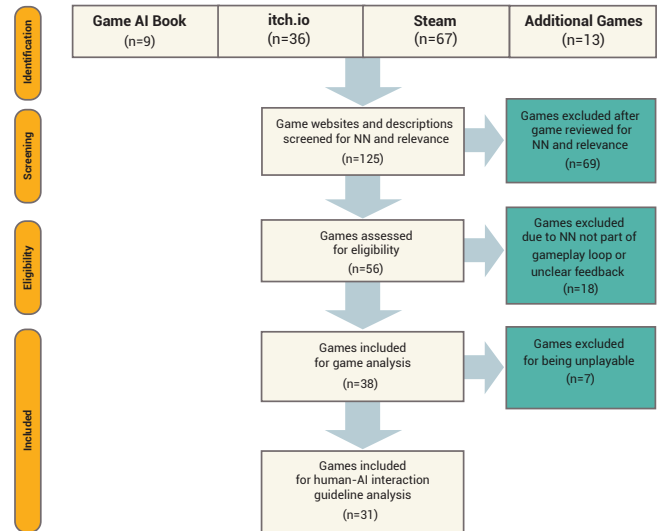 Identification
Game AI Book
(n=9)
itch.io
(n=36)
Steam
(n=67)
Additional Games
(n=13)
Screening
Game websites and descriptions
screened for NN and relevance
(n=125)
Games excluded after
game reviewed for
NN and relevance
(n=69)
Eligibility
Games assessed
for eligibility
(n=56)
Games excluded
due to NN not part of
gameplay loop or
unclear feedback
(n=18)
Included
Games included
for game analysis
(n=38)
Games excluded
for being unplayable
(n=7)
Games included
for human-AI interaction
guideline analysis
(n=31)